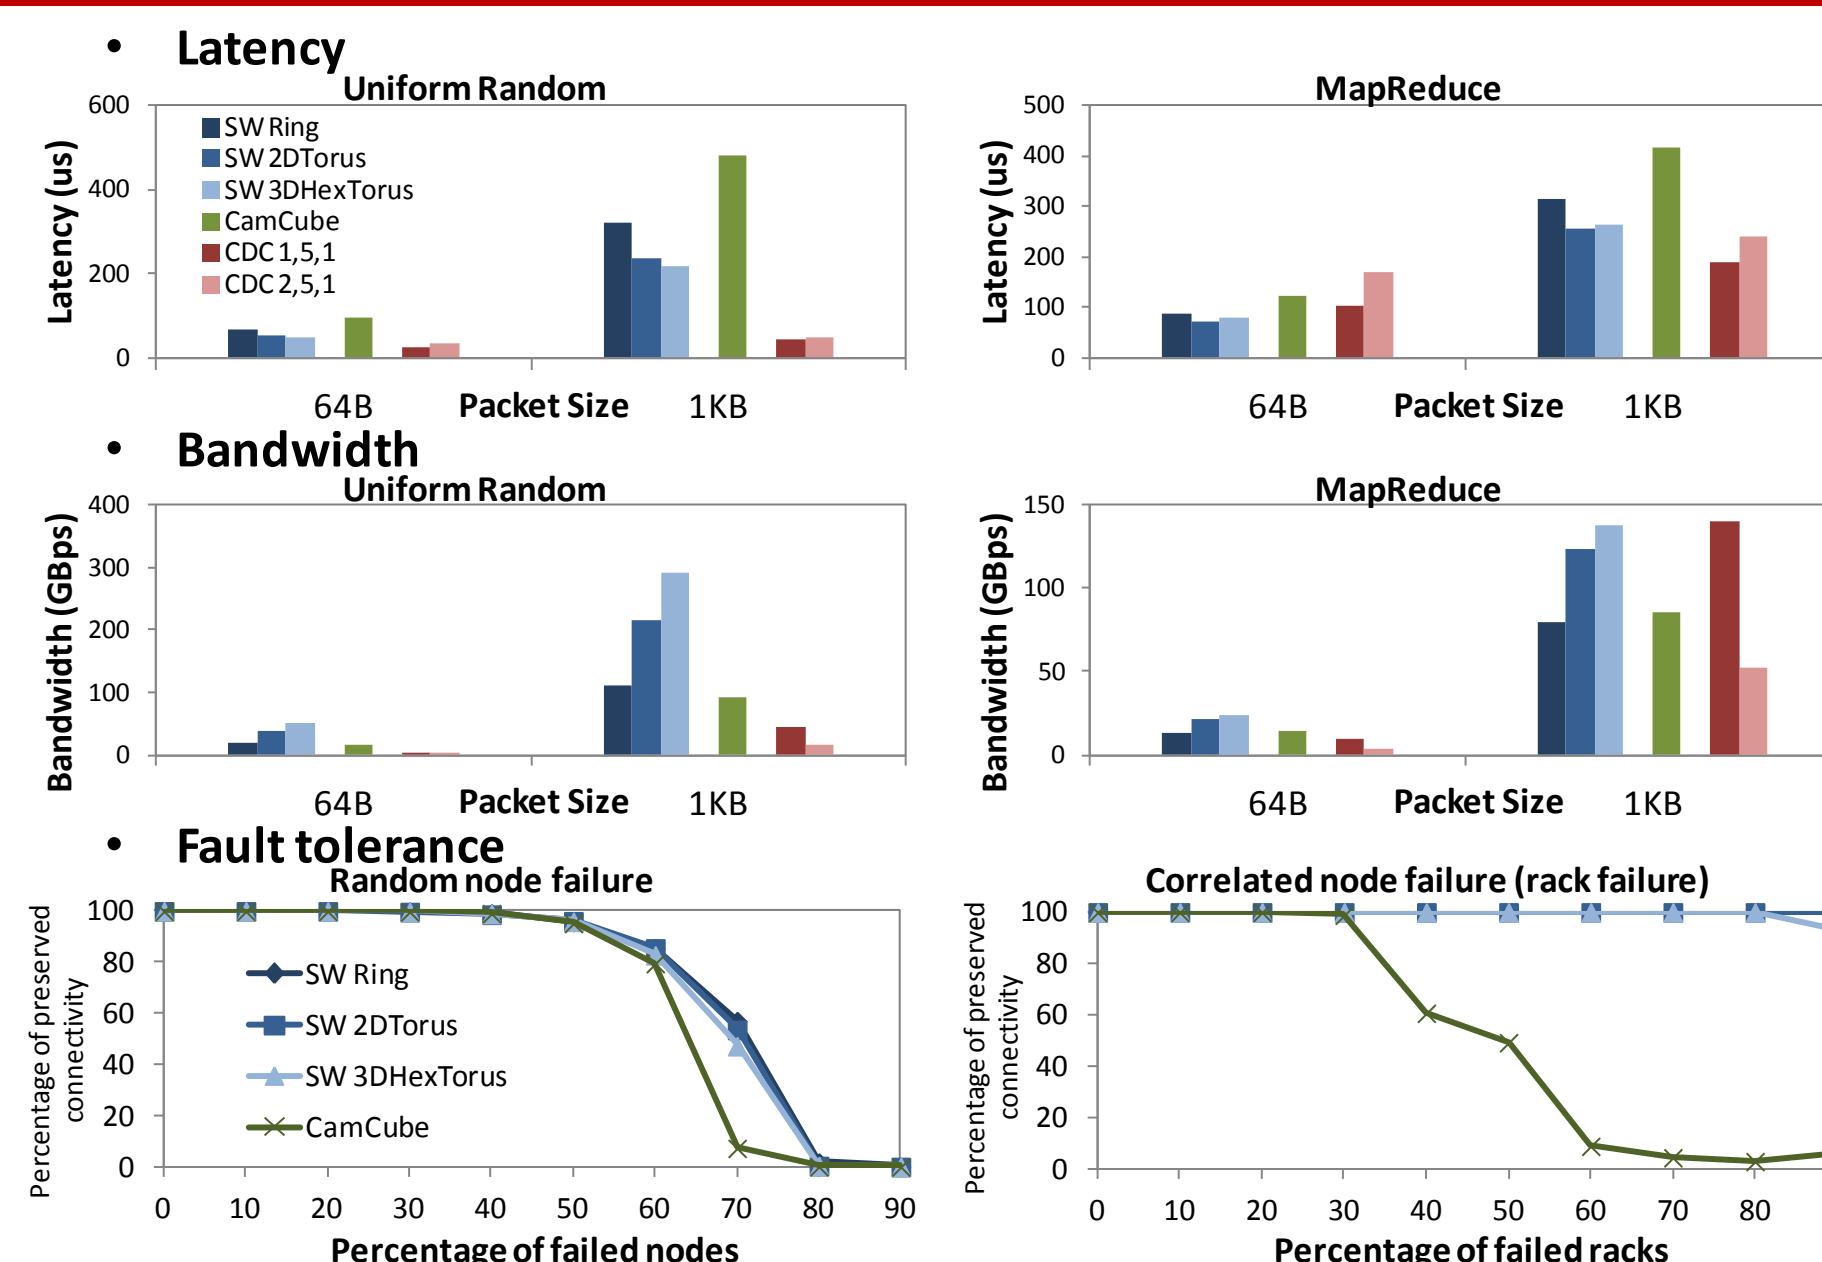 • Latency
Uniform Random
600
400
200
0
Latency (us)
SW Ring
SW 2DTorus
SW 3DHexTorus
CamCube
CDC 1,5,1
CDC 2,5,1
64B Packet Size 1KB
MapReduce
500
400
300
200
100
0
Latency (us)
64B Packet Size 1KB
• Bandwidth
Uniform Random
400
300
200
100
0
Bandwidth (GBps)
64B Packet Size 1KB
MapReduce
150
100
50
0
Bandwidth (GBps)
64B Packet Size 1KB
• Fault tolerance
Random node failure
100
80
60
40
20
0
Percentage of preserved
connectivity
SW Ring
SW 2DTorus
SW 3DHexTorus
CamCube
0 10 20 30 40 50 60 70 80 90
Percentage of failed nodes
Correlated node failure (rack failure)
100
80
60
40
20
0
Percentage of preserved
connectivity
0 10 20 30 40 50 60 70 80
Percentage of failed racks